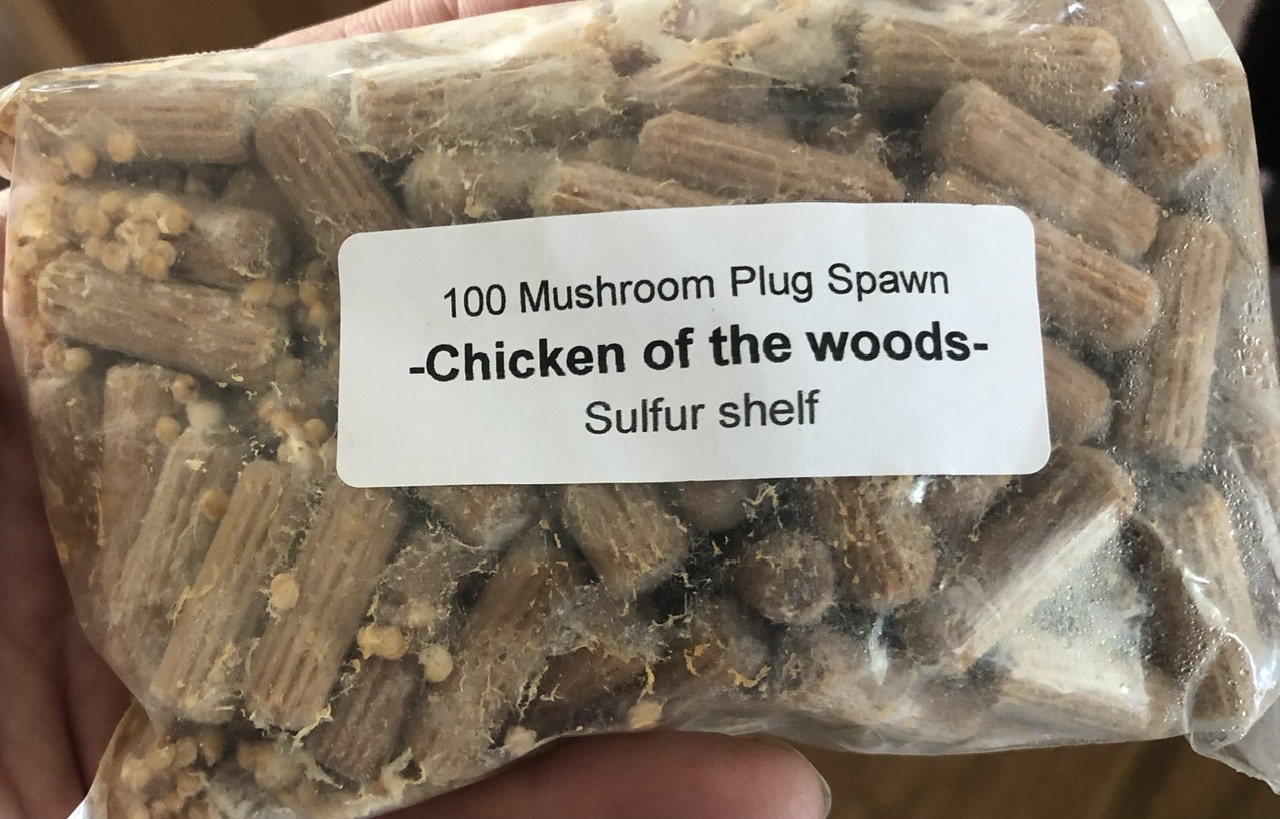 100 Mushroom Plug Spawn
-Chicken of the woods-
Sulfur shelf